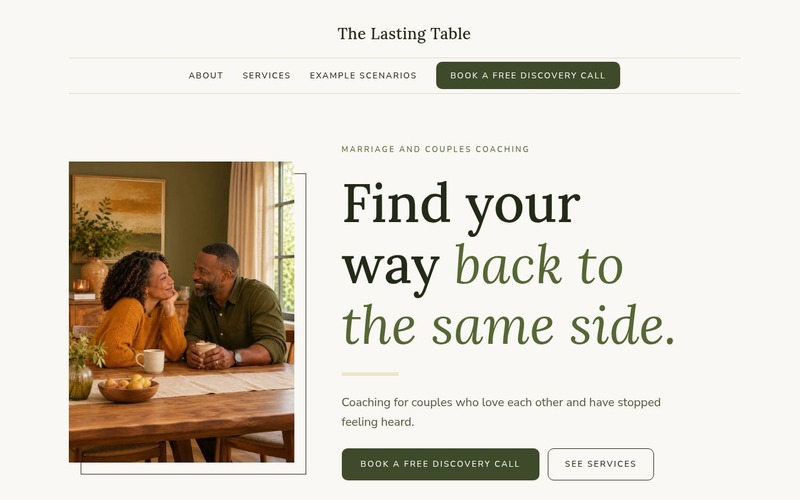 The Lasting Table
ABOUT SERVICES EXAMPLE SCENARIOS BOOK A FREE DISCOVERY CALL
MARRIAGE AND COUPLES COACHING
Find your
way back to
the same side.
Coaching for couples who love each other and have stopped
feeling heard.
BOOK A FREE DISCOVERY CALL SEE SERVICES